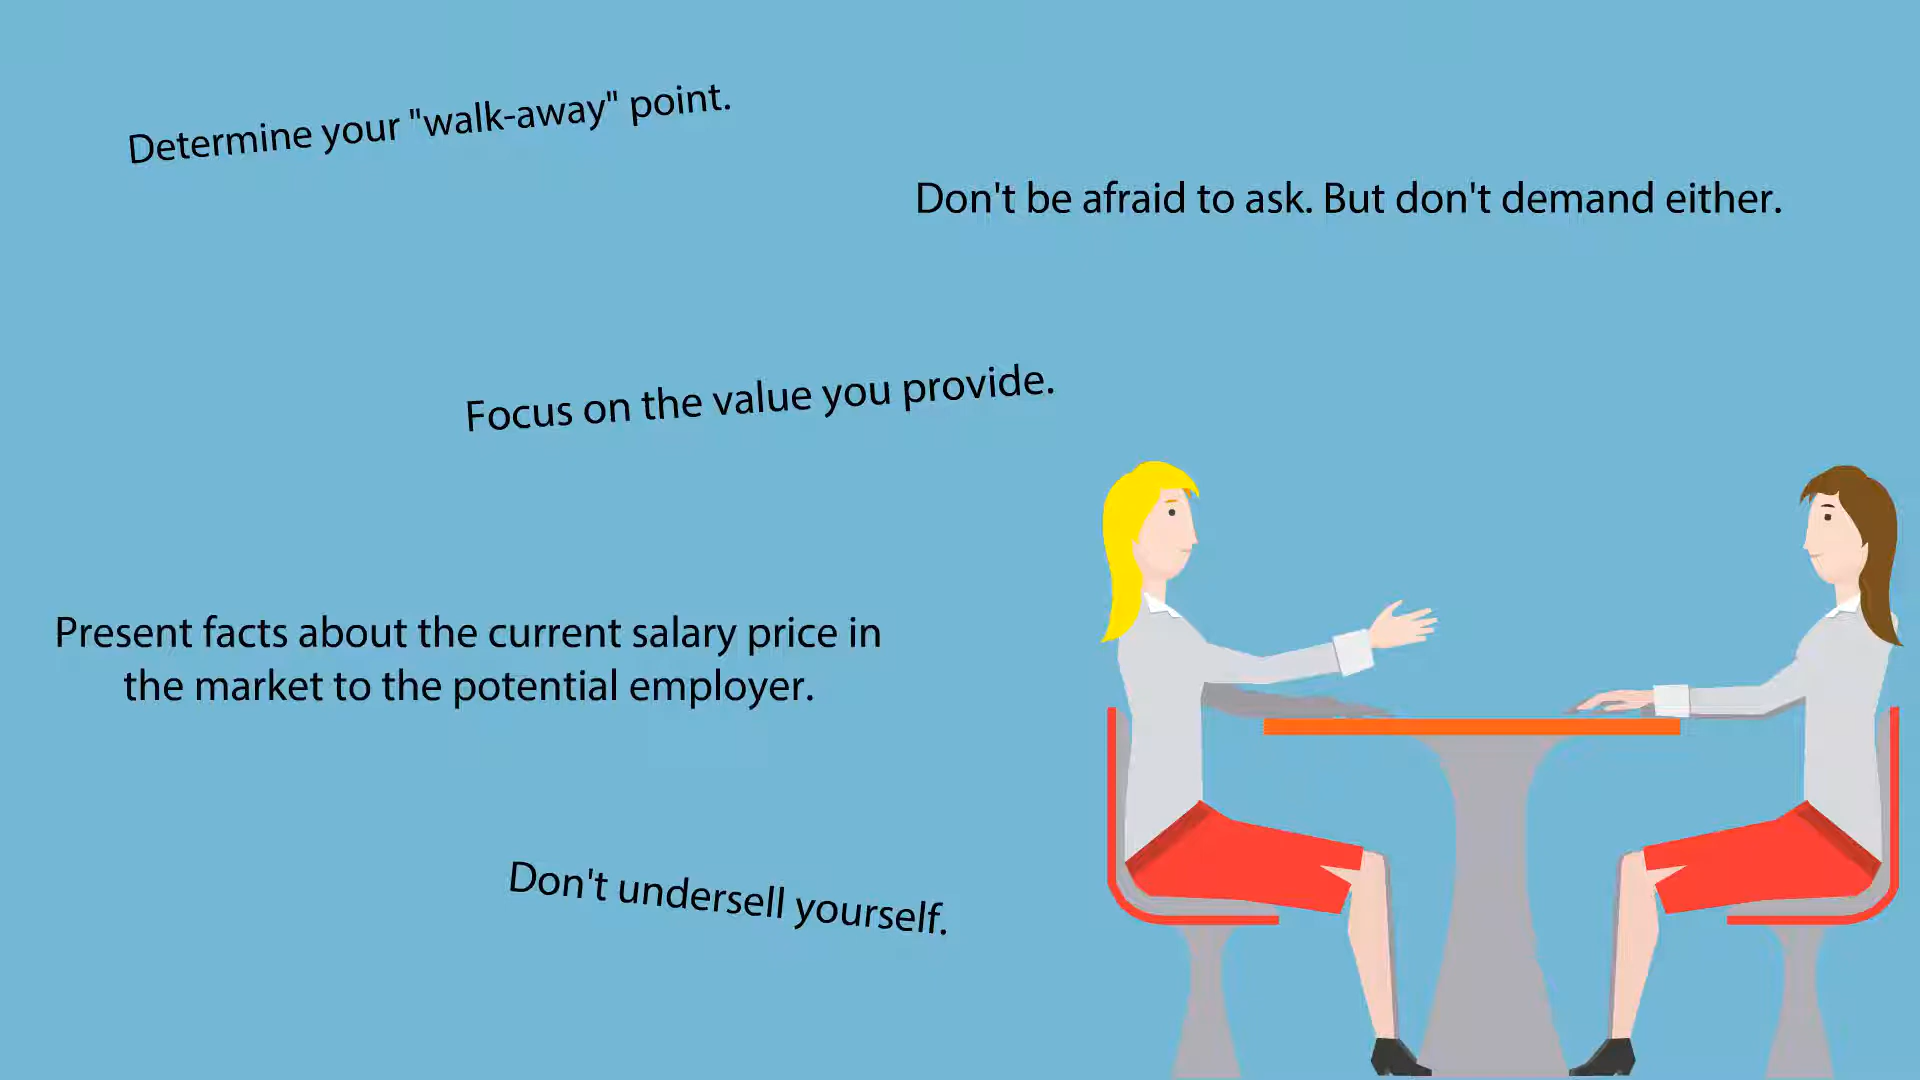 Determine your "walk-away" point.
Don't be afraid to ask. But don't demand either.
Focus on the value you provide.
Present facts about the current salary price in
the market to the potential employer.
Don't undersell yourself.